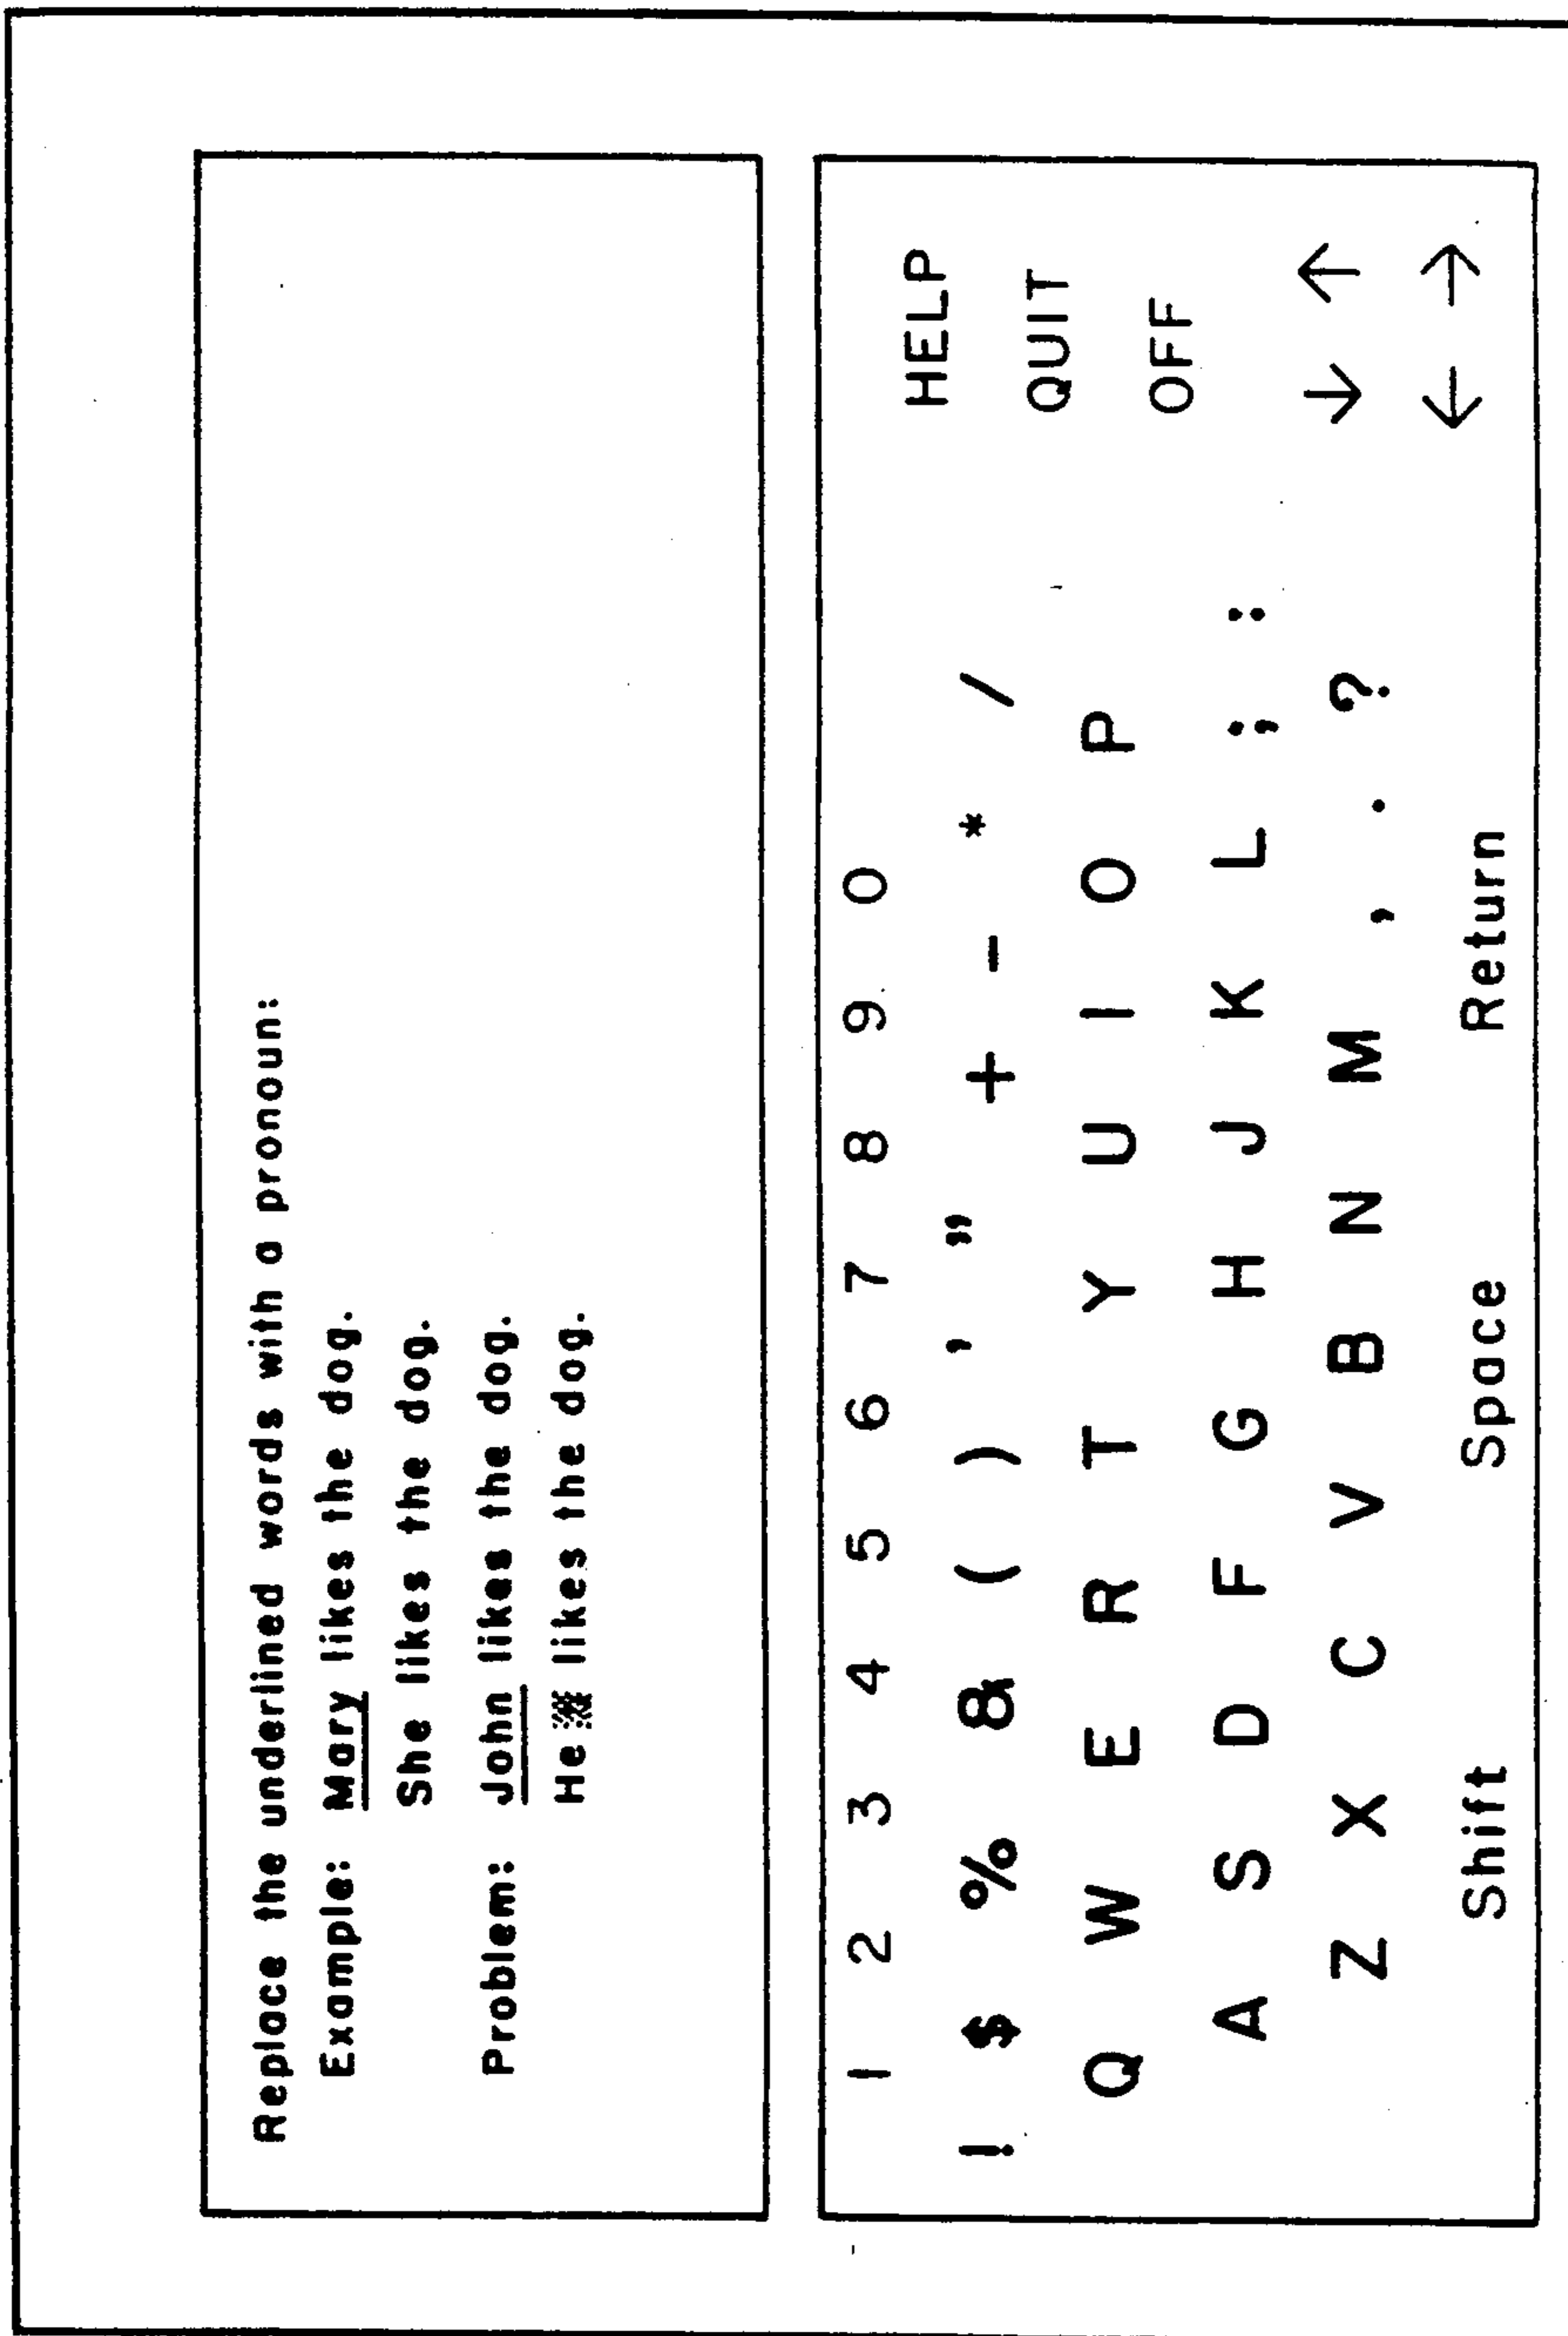 Replace the underlined words with a pronoun:
Example: Mary likes the dog.
She likes the dog.
Problem: John likes the dog.
He likes the dog.
1 2 3 4 5 6 7 8 9 0
HELP
! $ % & ( ) ' " + - * /
QUIT
Q W E R T Y U I O P
OFF
A S D F G H J K L ; :
↓ ↑
Z X C V B N M , . ?
← →
Shift Space Return